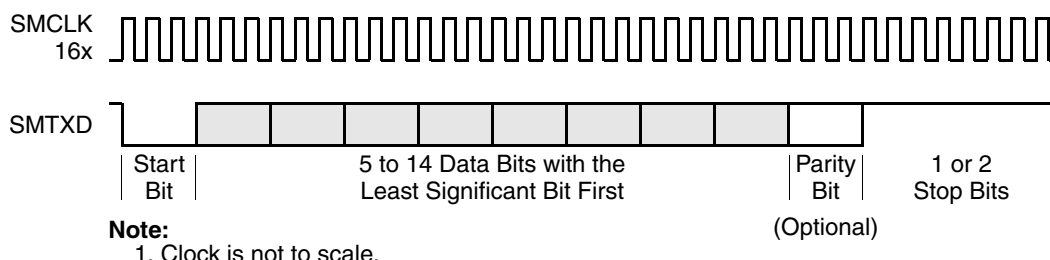 SMCLK
16x
SMTXD
Start
Bit
5 to 14 Data Bits with the
Least Significant Bit First
Parity
Bit
(Optional)
1 or 2
Stop Bits
Note:
1. Clock is not to scale.